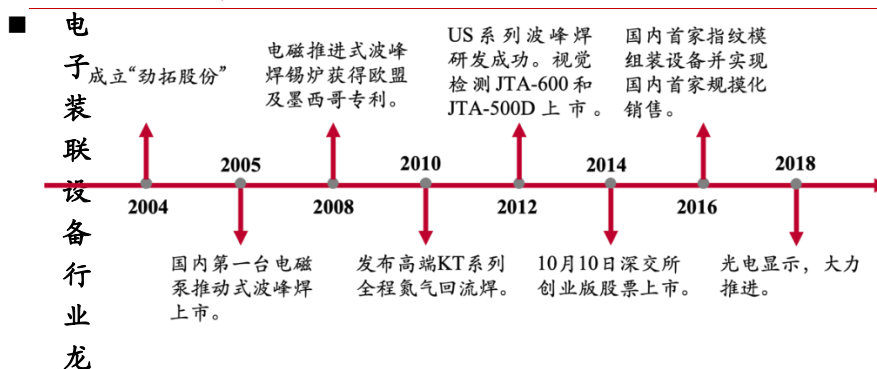 ■ 电子装联设备行业龙
成立“劲拓股份”
电磁推进式波峰
焊锡炉获得欧盟
及墨西哥专利。
US系列波峰焊
研发成功。视觉
检测JTA-600和
JTA-500D上市。
国内首家指纹模
组装设备并实现
国内首家规摸化
销售。
2005
2010
2014
2018
2004
2008
2012
2016
国内第一台电磁
泵推动式波峰焊
上市。
发布高端KT系列
全程氮气回流焊。
10月10日深交所
创业版股票上市。
光电显示，大力
推进。